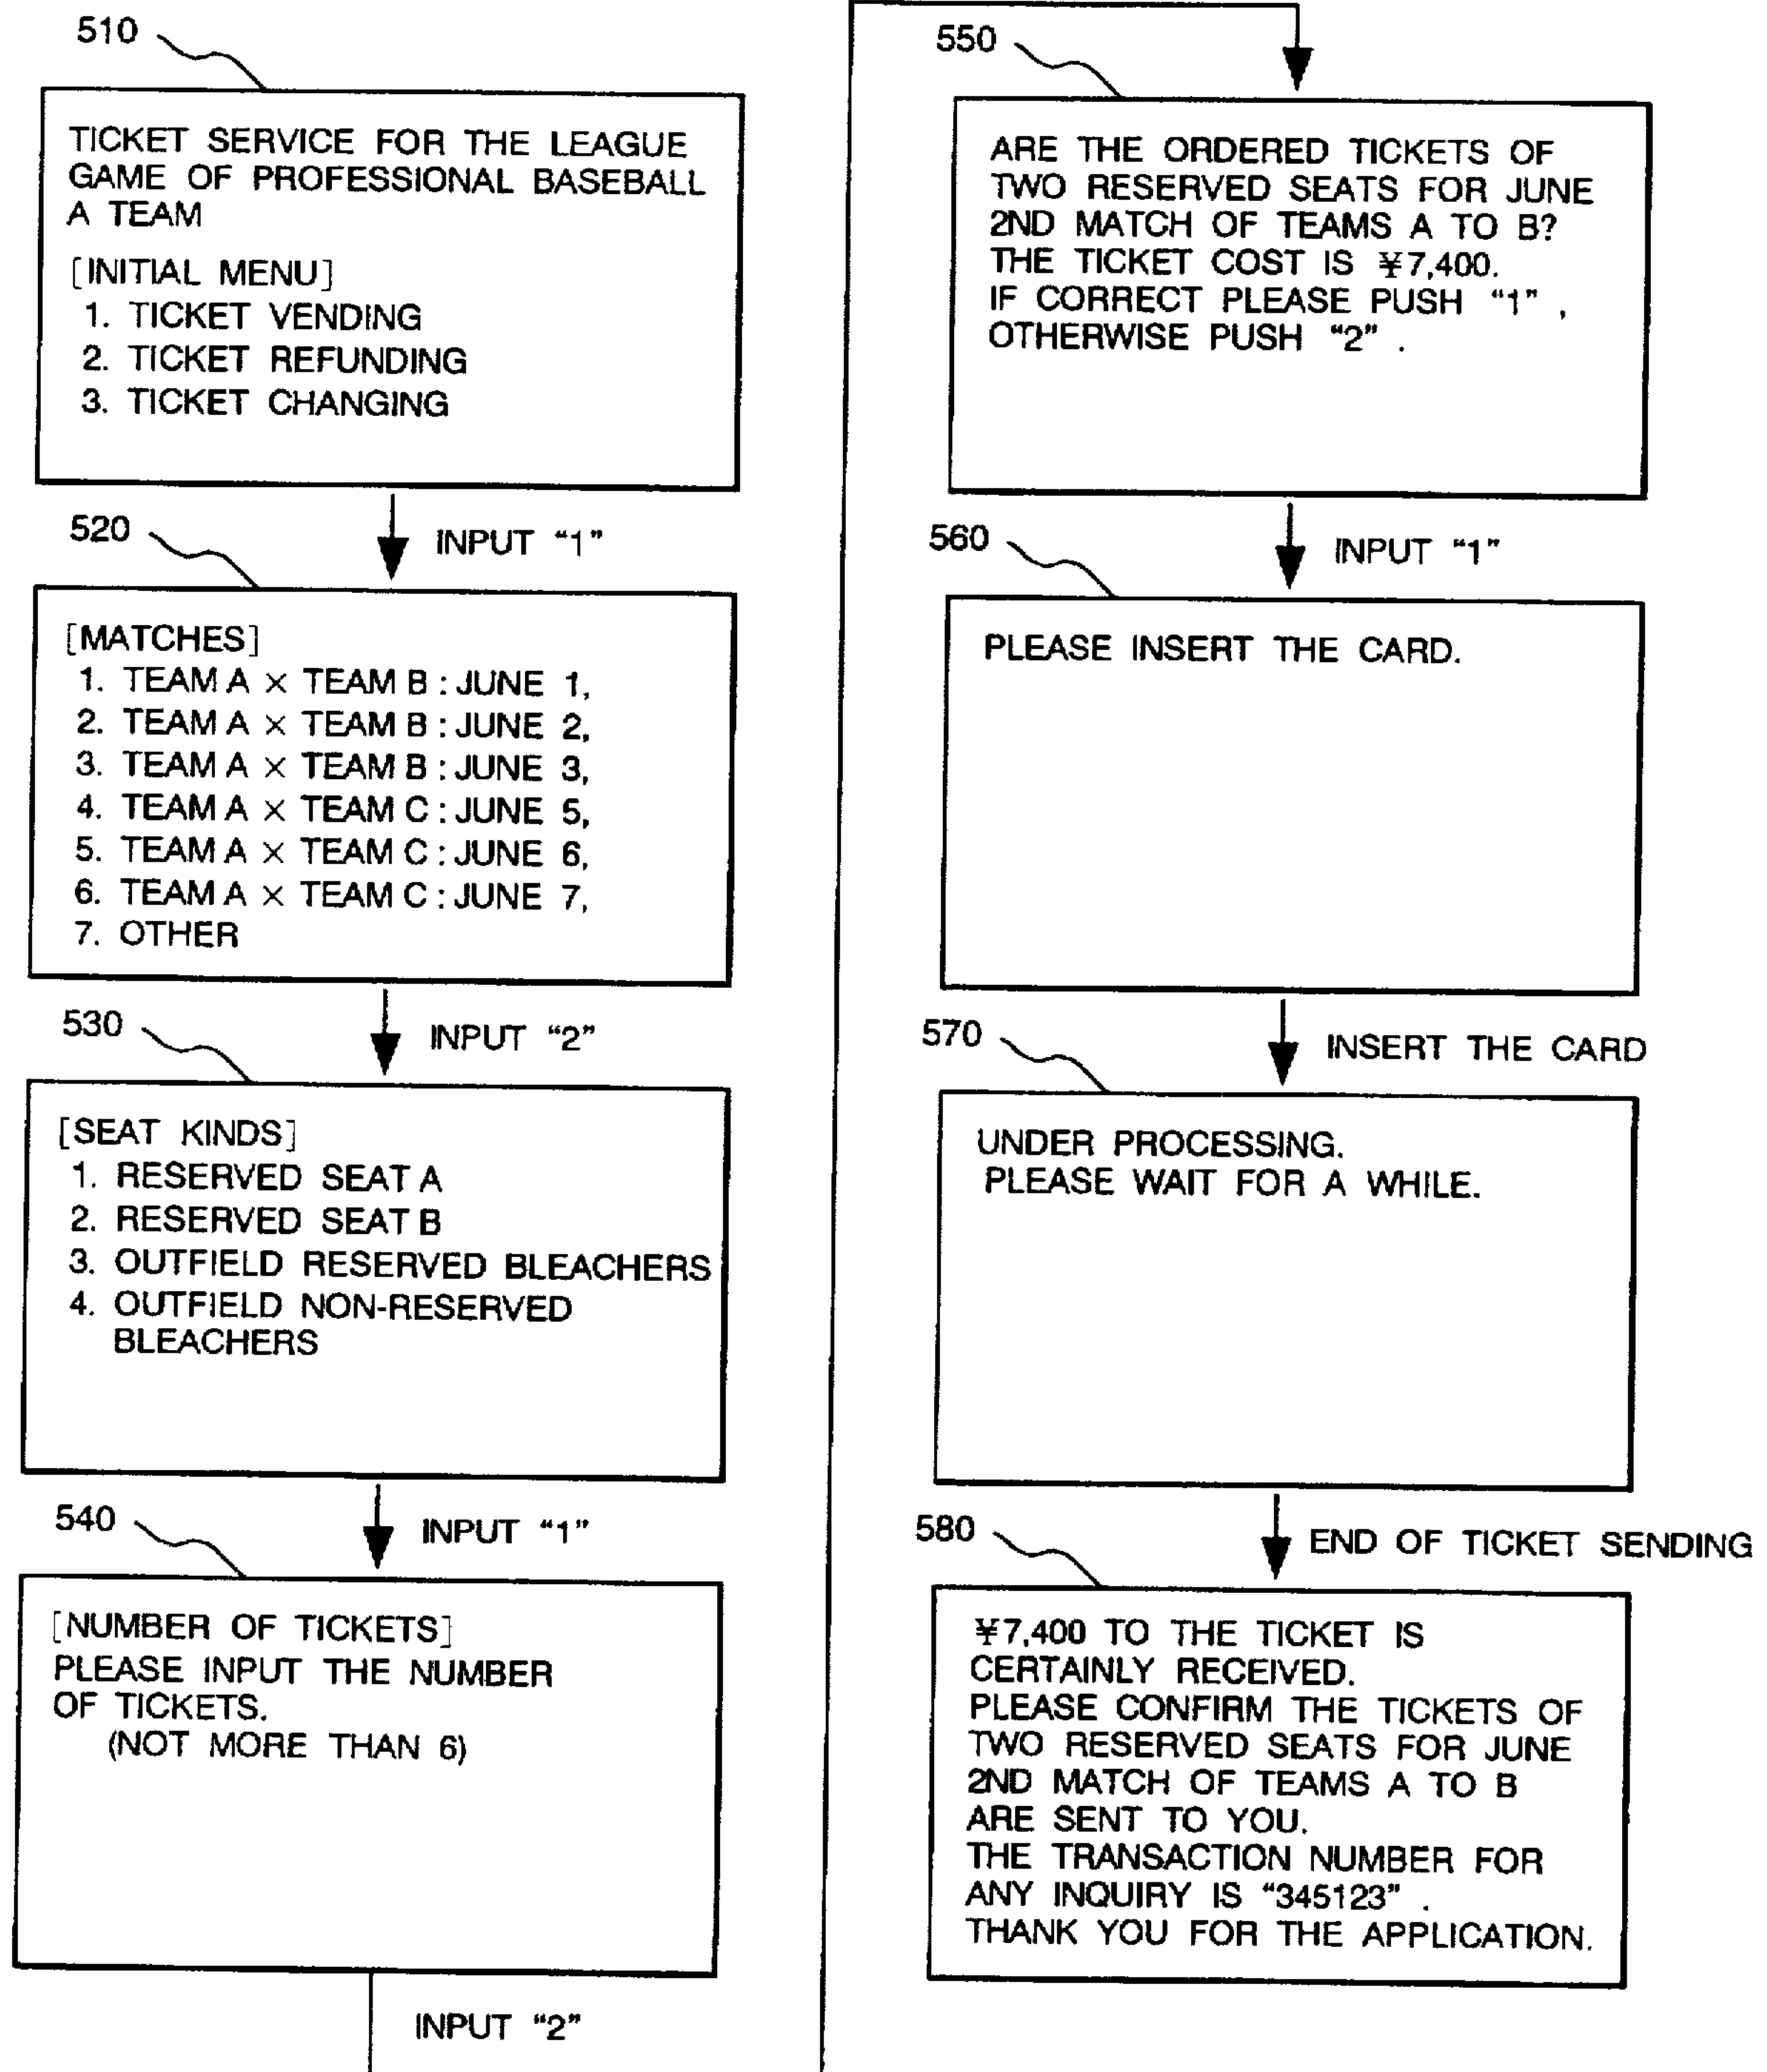 510
TICKET SERVICE FOR THE LEAGUE
GAME OF PROFESSIONAL BASEBALL
A TEAM
[INITIAL MENU]
1. TICKET VENDING
2. TICKET REFUNDING
3. TICKET CHANGING
INPUT “1”
520
[MATCHES]
1. TEAM A × TEAM B : JUNE 1,
2. TEAM A × TEAM B : JUNE 2,
3. TEAM A × TEAM B : JUNE 3,
4. TEAM A × TEAM C : JUNE 5,
5. TEAM A × TEAM C : JUNE 6,
6. TEAM A × TEAM C : JUNE 7,
7. OTHER
INPUT “2”
530
[SEAT KINDS]
1. RESERVED SEAT A
2. RESERVED SEAT B
3. OUTFIELD RESERVED BLEACHERS
4. OUTFIELD NON-RESERVED
BLEACHERS
INPUT “1”
540
[NUMBER OF TICKETS]
PLEASE INPUT THE NUMBER
OF TICKETS.
(NOT MORE THAN 6)
INPUT “2”
550
ARE THE ORDERED TICKETS OF
TWO RESERVED SEATS FOR JUNE
2ND MATCH OF TEAMS A TO B?
THE TICKET COST IS ¥7,400.
IF CORRECT PLEASE PUSH “1” ,
OTHERWISE PUSH “2” .
INPUT “1”
560
PLEASE INSERT THE CARD.
INSERT THE CARD
570
UNDER PROCESSING.
PLEASE WAIT FOR A WHILE.
END OF TICKET SENDING
580
¥7,400 TO THE TICKET IS
CERTAINLY RECEIVED.
PLEASE CONFIRM THE TICKETS OF
TWO RESERVED SEATS FOR JUNE
2ND MATCH OF TEAMS A TO B
ARE SENT TO YOU.
THE TRANSACTION NUMBER FOR
ANY INQUIRY IS “345123” .
THANK YOU FOR THE APPLICATION.